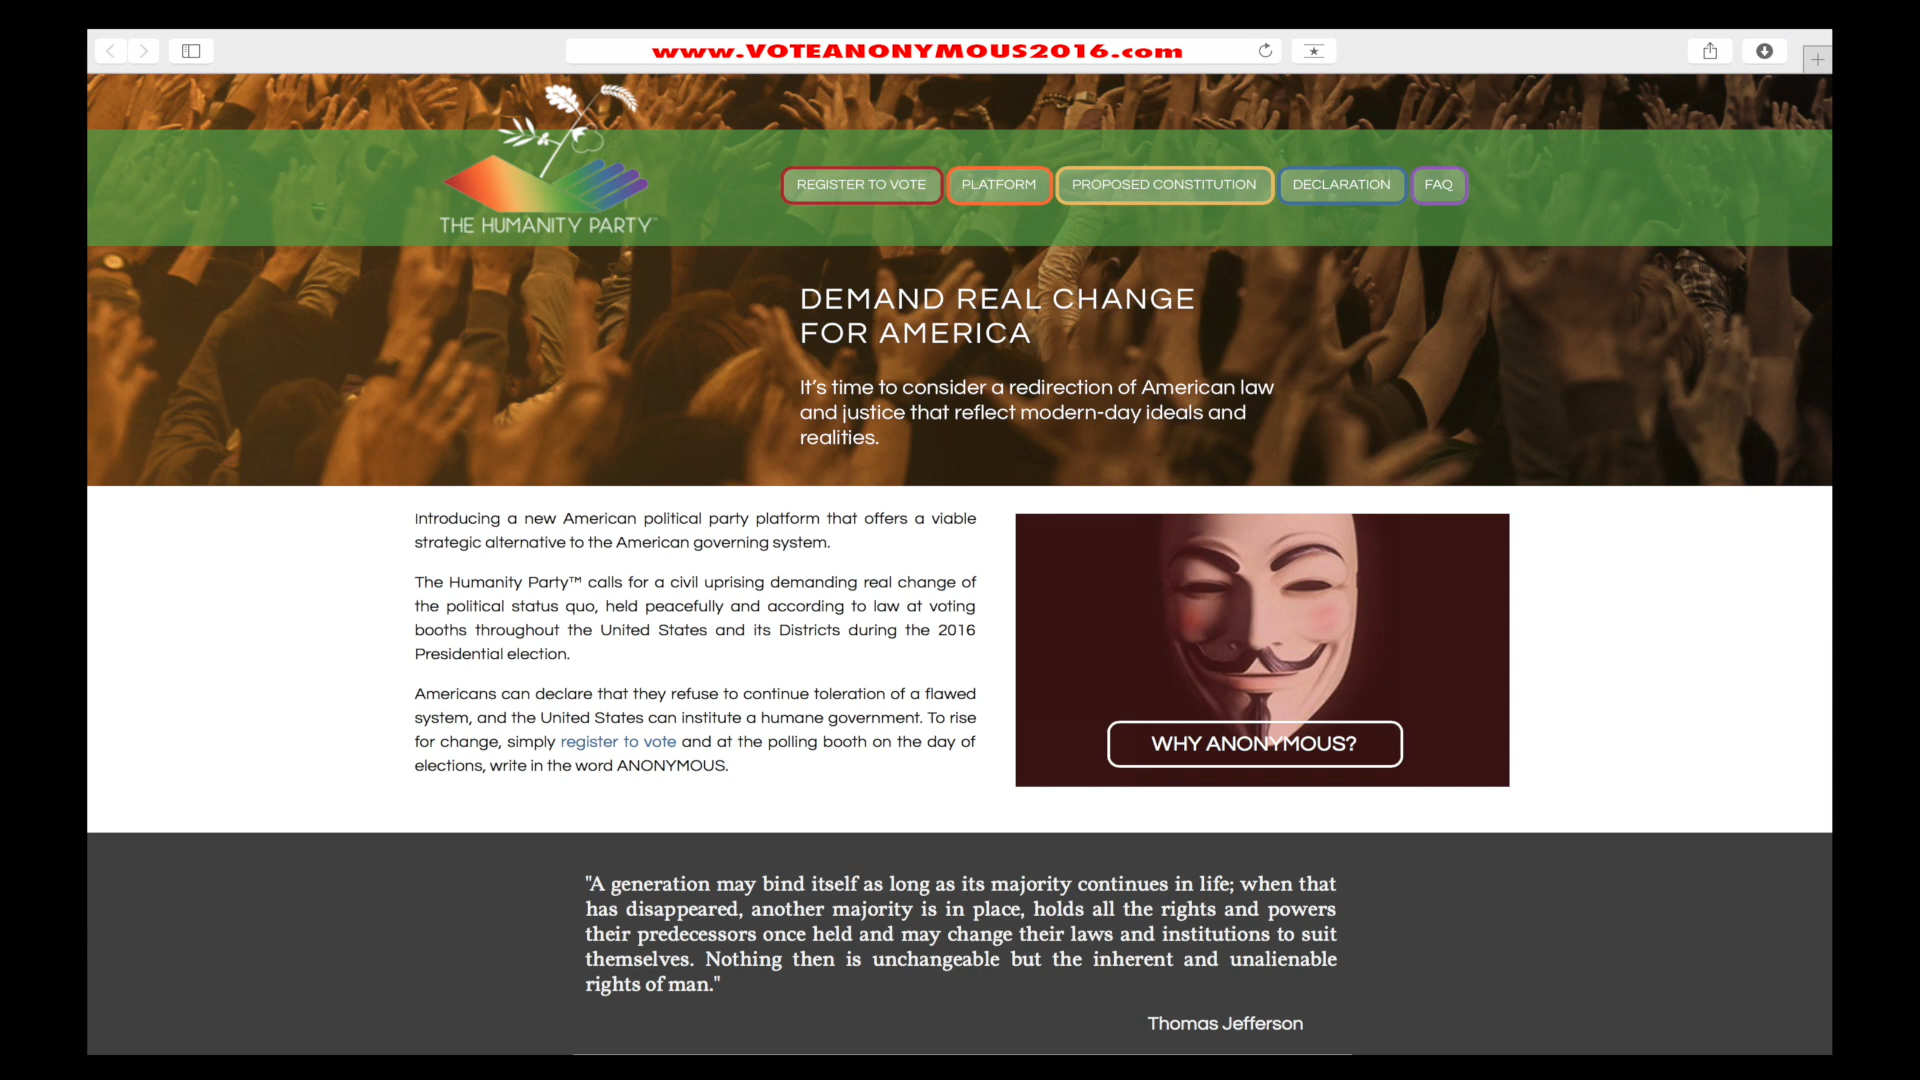 www.VOTEANONYMOUS2016.com
THE HUMANITY PARTY™
REGISTER TO VOTE
PLATFORM
PROPOSED CONSTITUTION
DECLARATION
FAQ
DEMAND REAL CHANGE
FOR AMERICA
It's time to consider a redirection of American law
and justice that reflect modern-day ideals and
realities.
Introducing a new American political party platform that offers a viable
strategic alternative to the American governing system.
The Humanity Party™ calls for a civil uprising demanding real change of
the political status quo, held peacefully and according to law at voting
booths throughout the United States and its Districts during the 2016
Presidential election.
Americans can declare that they refuse to continue toleration of a flawed
system, and the United States can institute a humane government. To rise
for change, simply register to vote and at the polling booth on the day of
elections, write in the word ANONYMOUS.
WHY ANONYMOUS?
"A generation may bind itself as long as its majority continues in life; when that
has disappeared, another majority is in place, holds all the rights and powers
their predecessors once held and may change their laws and institutions to suit
themselves. Nothing then is unchangeable but the inherent and unalienable
rights of man."
Thomas Jefferson